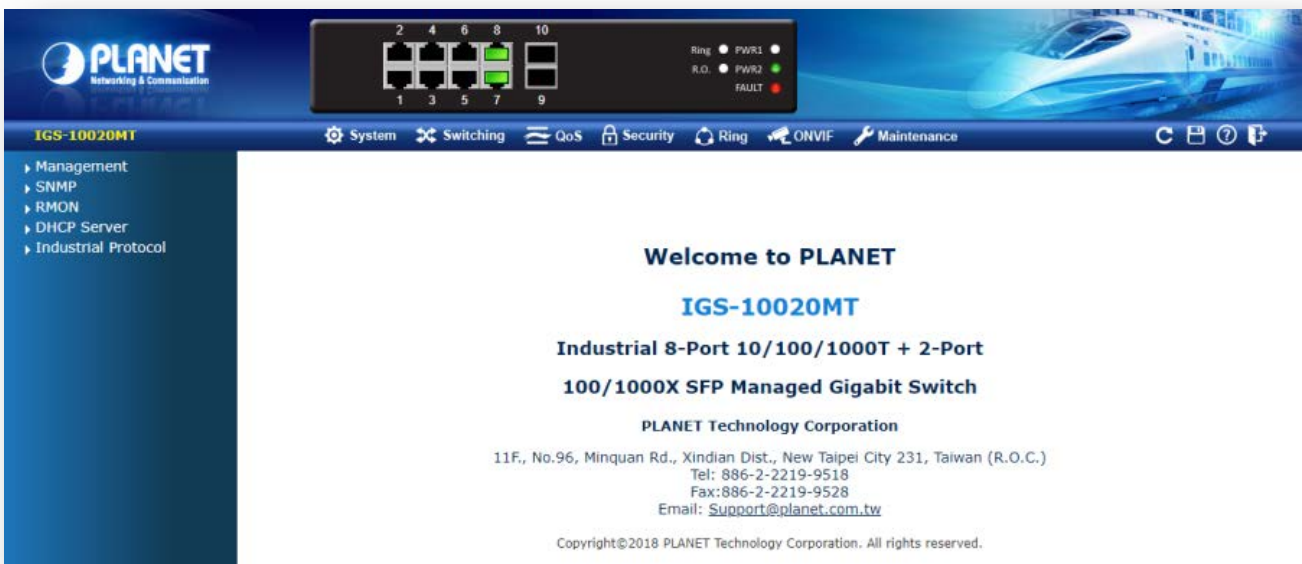 PLANET
Networking & Communication
2 4 6 8 10
Ring PWR1
R.O. PWR2
FAULT
1 3 5 7 9
IGS-10020MT
System Switching QoS Security Ring ONVIF Maintenance
Management
SNMP
RMON
DHCP Server
Industrial Protocol
Welcome to PLANET
IGS-10020MT
Industrial 8-Port 10/100/1000T + 2-Port
100/1000X SFP Managed Gigabit Switch
PLANET Technology Corporation
11F., No.96, Minquan Rd., Xindian Dist., New Taipei City 231, Taiwan (R.O.C.)
Tel: 886-2-2219-9518
Fax:886-2-2219-9528
Email: Support@planet.com.tw
Copyright©2018 PLANET Technology Corporation. All rights reserved.